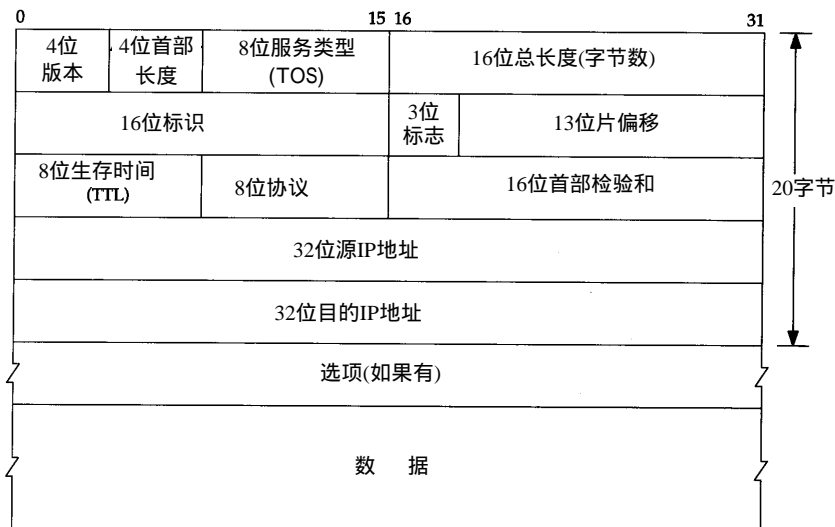 0 15 16 31
4位版本 4位首部长度 8位服务类型(TOS) 16位总长度(字节数)
16位标识 3位标志 13位片偏移
8位生存时间(TTL) 8位协议 16位首部检验和
20字节
32位源IP地址
32位目的IP地址
选项(如果有)
数 据